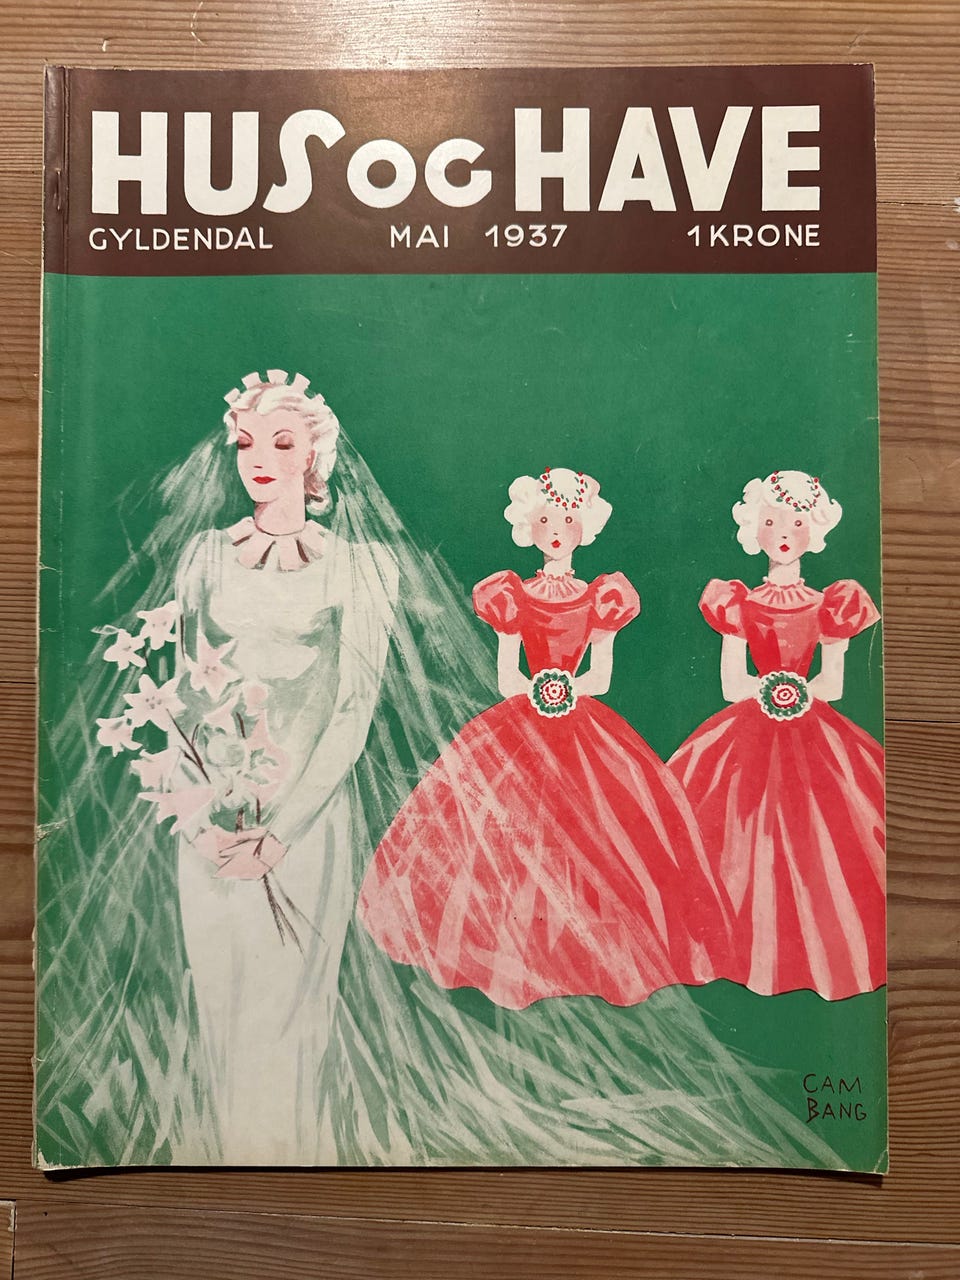 HUS OG HAVE
GYLDENDAL MAI 1937 1 KRONE
CAM
BANG